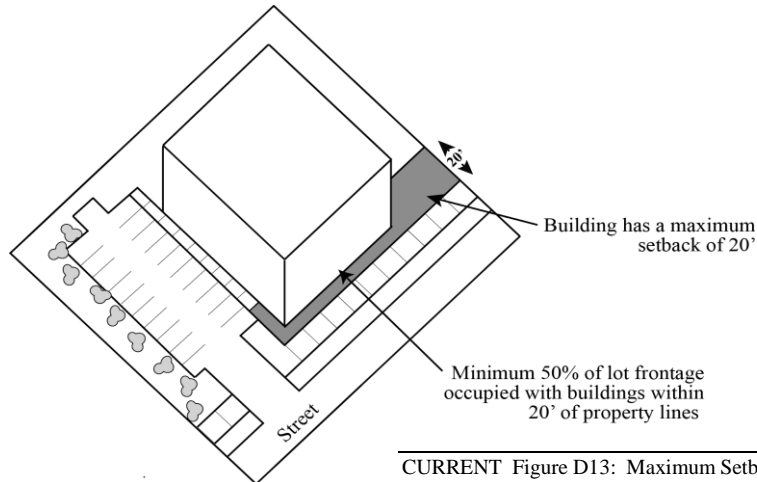 20’
Building has a maximum
setback of 20’
Minimum 50% of lot frontage
occupied with buildings within
20’ of property lines
Street
CURRENT Figure D13: Maximum Setb